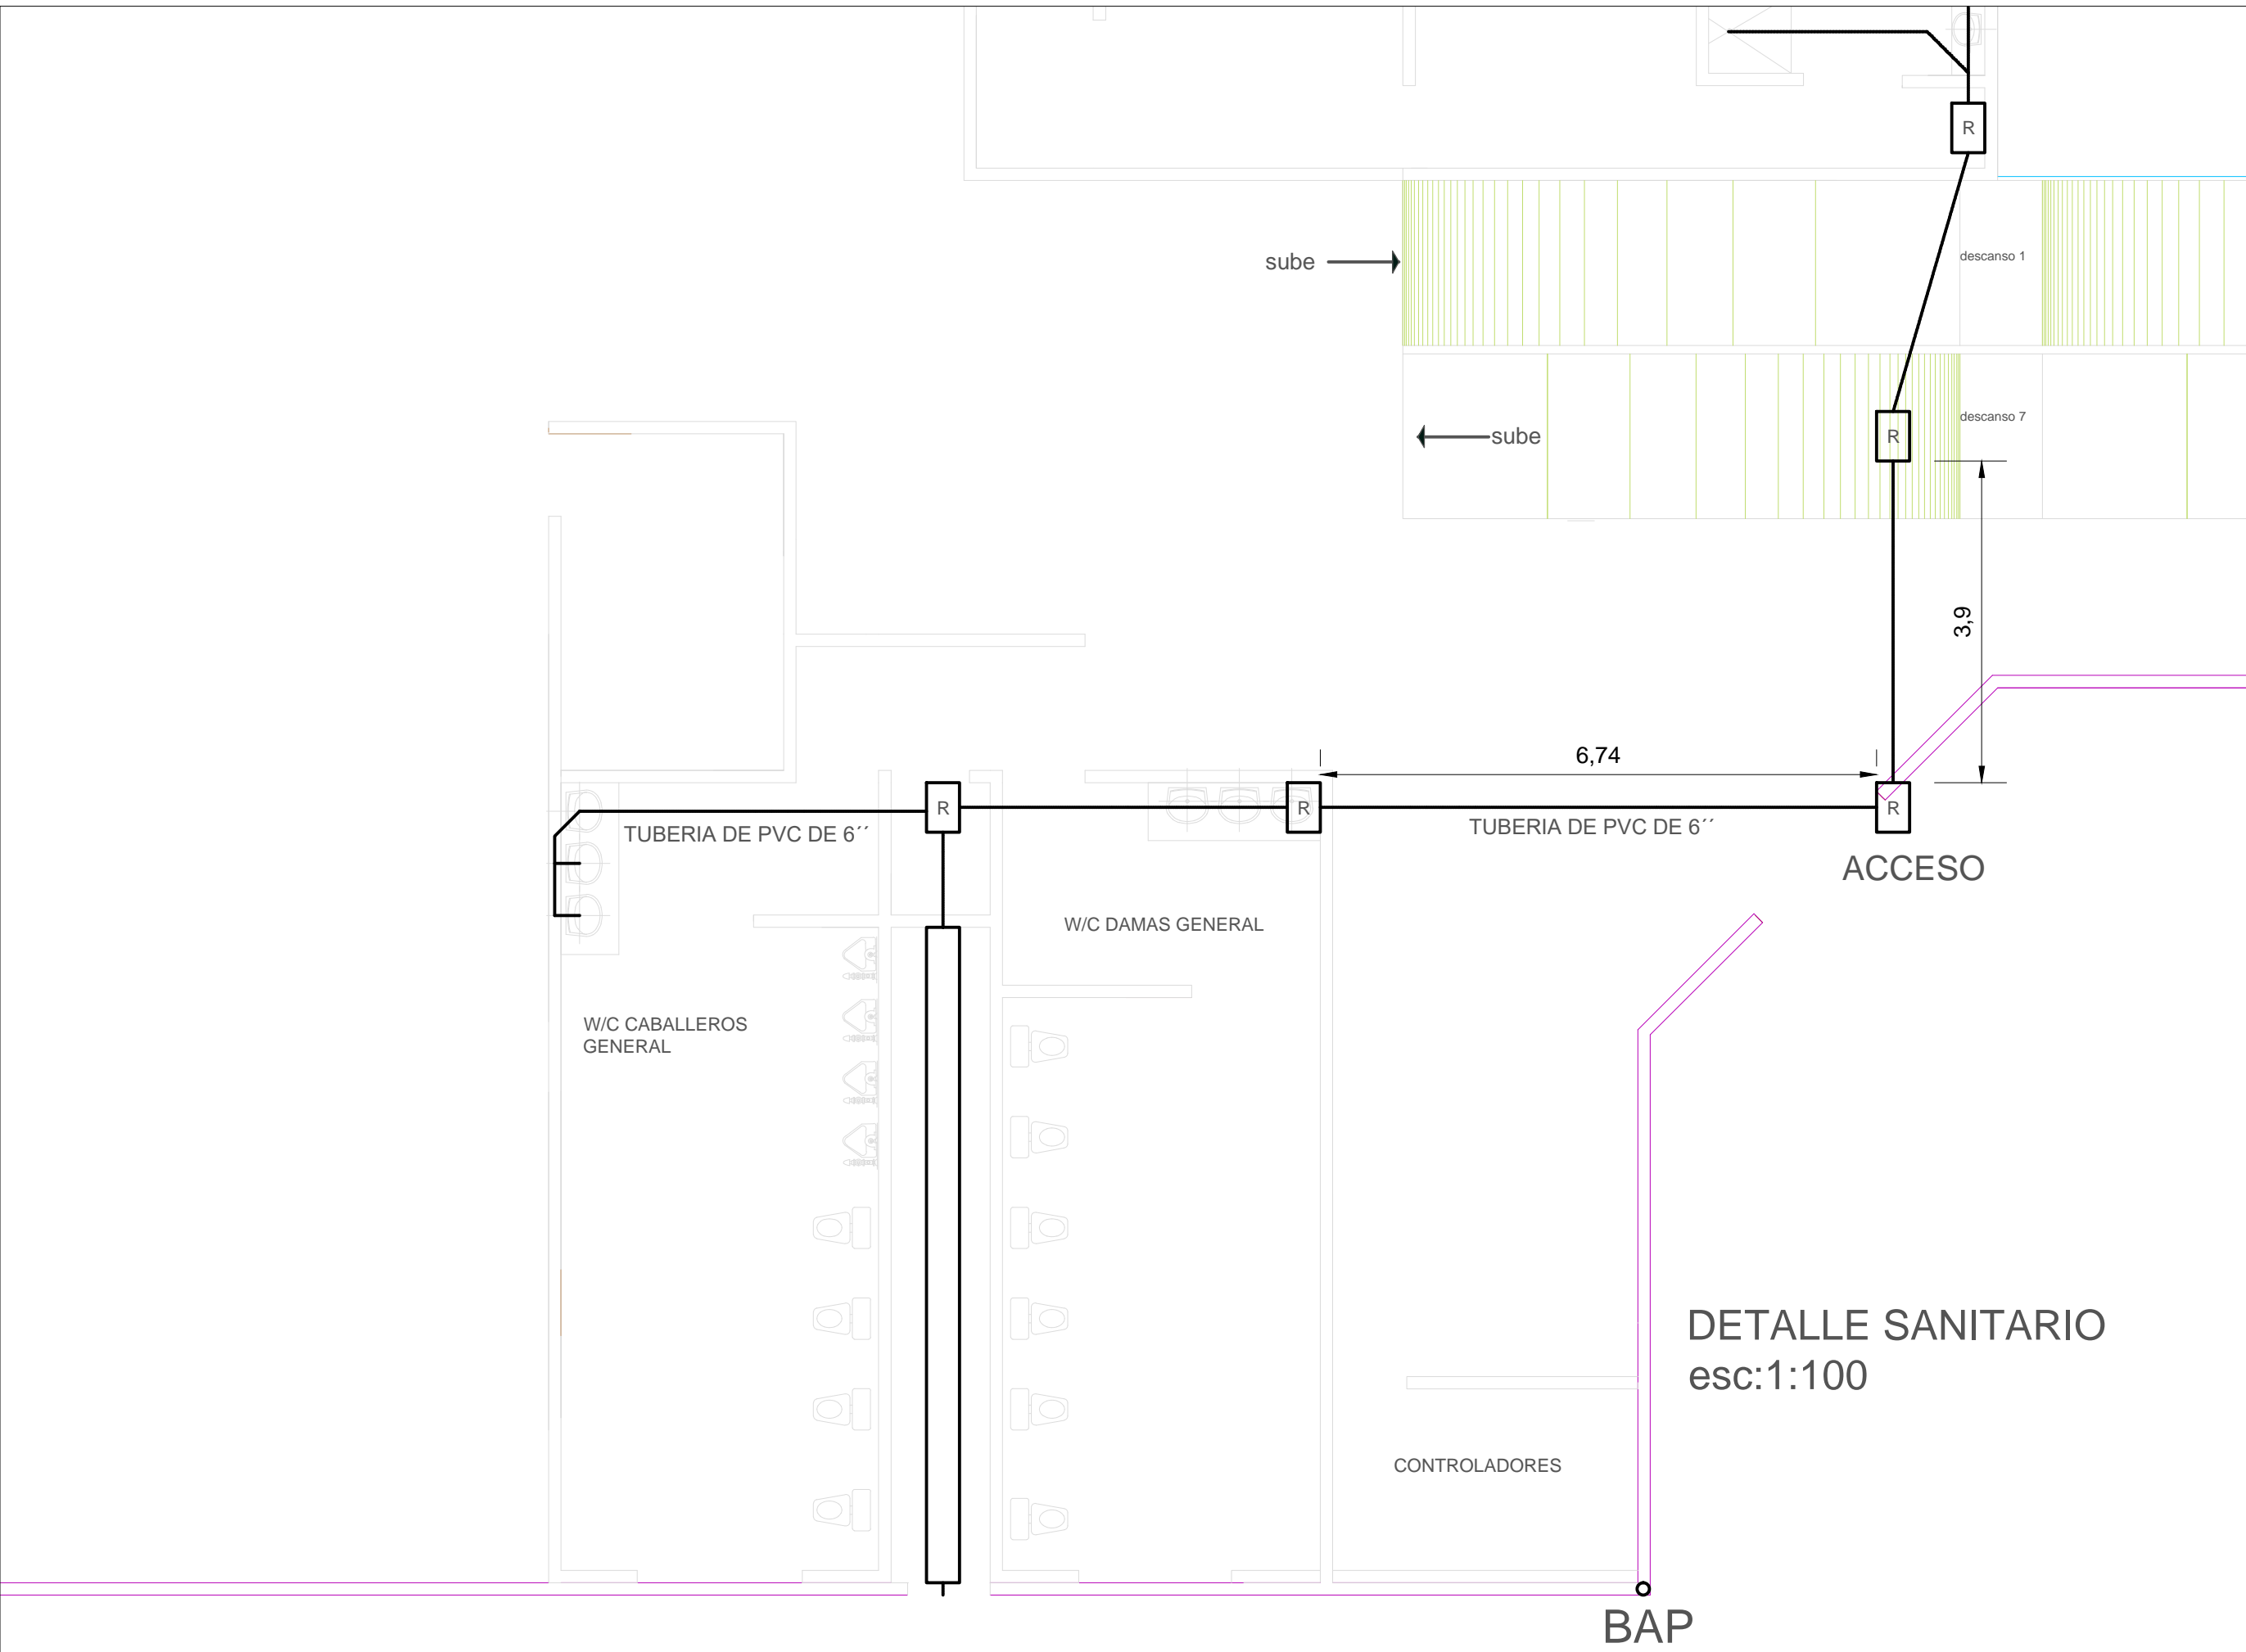 R
sube
descanso 1
descanso 7
sube
R
3,9
6,74
R
R
R
TUBERIA DE PVC DE 6´´
TUBERIA DE PVC DE 6´´
ACCESO
W/C DAMAS GENERAL
W/C CABALLEROS
GENERAL
DETALLE SANITARIO
esc:1:100
CONTROLADORES
BAP